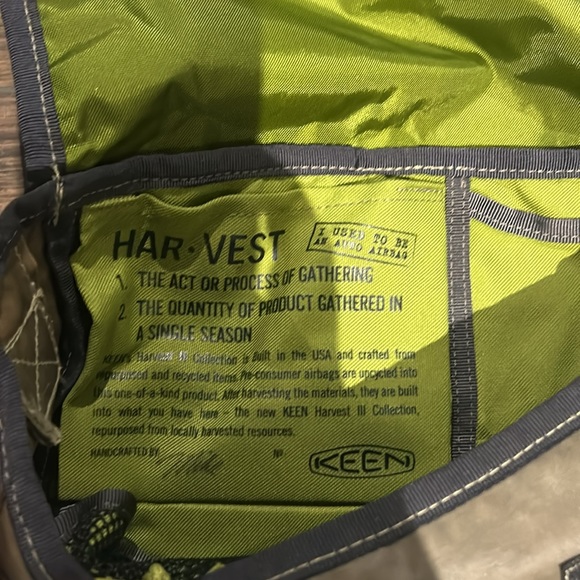 HAR·VEST
I USED TO BE
AN AUTO AIRBAG
1. THE ACT OR PROCESS OF GATHERING
2 THE QUANTITY OF PRODUCT GATHERED IN
A SINGLE SEASON
KEEN's Harvest III Collection is Built in the USA and crafted from
repurposed and recycled items. Pre-consumer airbags are upcycled into
this one-of-a-kind product. After harvesting the materials, they are built
into what you have here – the new KEEN Harvest III Collection,
repurposed from locally harvested resources.
HANDCRAFTED BY: Mike Nº
KEEN